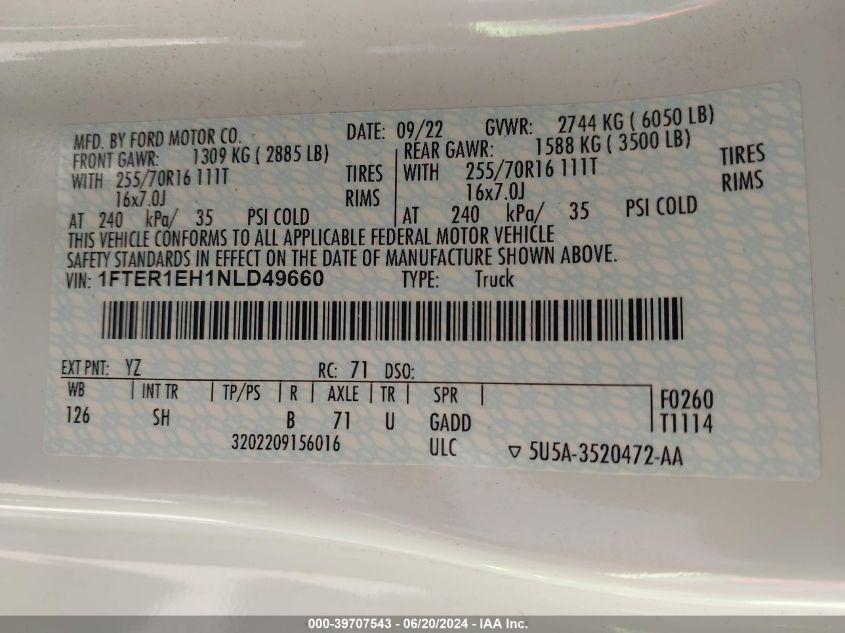 MFD. BY FORD MOTOR CO. DATE: 09/22 GVWR: 2744 KG ( 6050 LB)
FRONT GAWR: 1309 KG ( 2885 LB) REAR GAWR: 1588 KG ( 3500 LB)
WITH 255/70R16 111T TIRES WITH 255/70R16 111T TIRES
16x7.0J RIMS 16x7.0J RIMS
AT 240 kPa/ 35 PSI COLD AT 240 kPa/ 35 PSI COLD
THIS VEHICLE CONFORMS TO ALL APPLICABLE FEDERAL MOTOR VEHICLE
SAFETY STANDARDS IN EFFECT ON THE DATE OF MANUFACTURE SHOWN ABOVE.
VIN: 1FTER1EH1NLD49660 TYPE: Truck
EXT PNT: YZ RC: 71 DSO:
WB INT TR TP/PS R AXLE TR SPR F0260
126 SH B 71 U GADD T1114
3202209156016 ULC ▽ 5U5A-3520472-AA
000-39707543 - 06/20/2024 - IAA Inc.